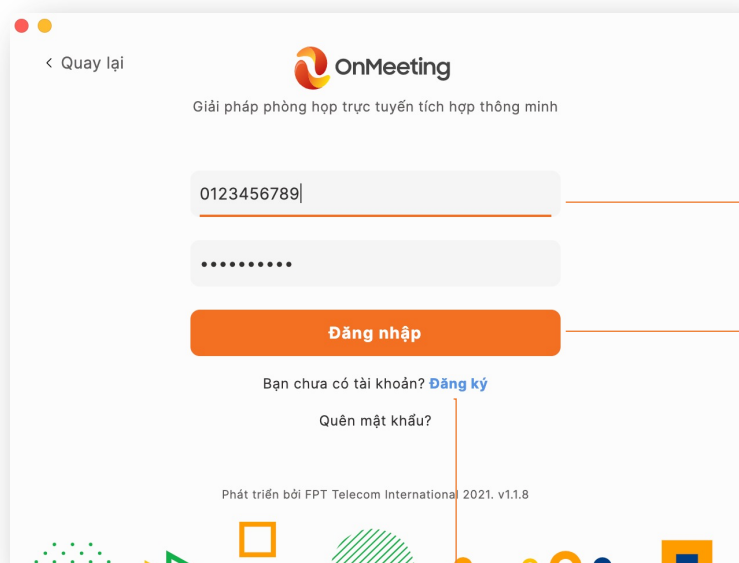 < Quay lại
OnMeeting
Giải pháp phòng họp trực tuyến tích hợp thông minh
0123456789
••••••••••
Đăng nhập
Bạn chưa có tài khoản? Đăng ký
Quên mật khẩu?
Phát triển bởi FPT Telecom International 2021. v1.1.8